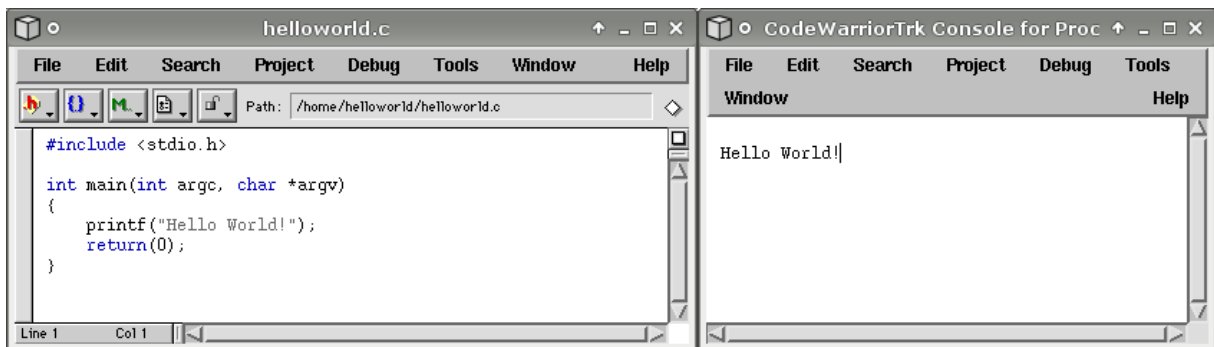 helloworld.c
File Edit Search Project Debug Tools Window Help
Path: /home/helloworld/helloworld.c
#include <stdio.h>
int main(int argc, char *argv)
{
printf("Hello World!");
return(0);
}
Line 1 Col 1
CodeWarriorTrk Console for Proc
File Edit Search Project Debug Tools
Window Help
Hello World!